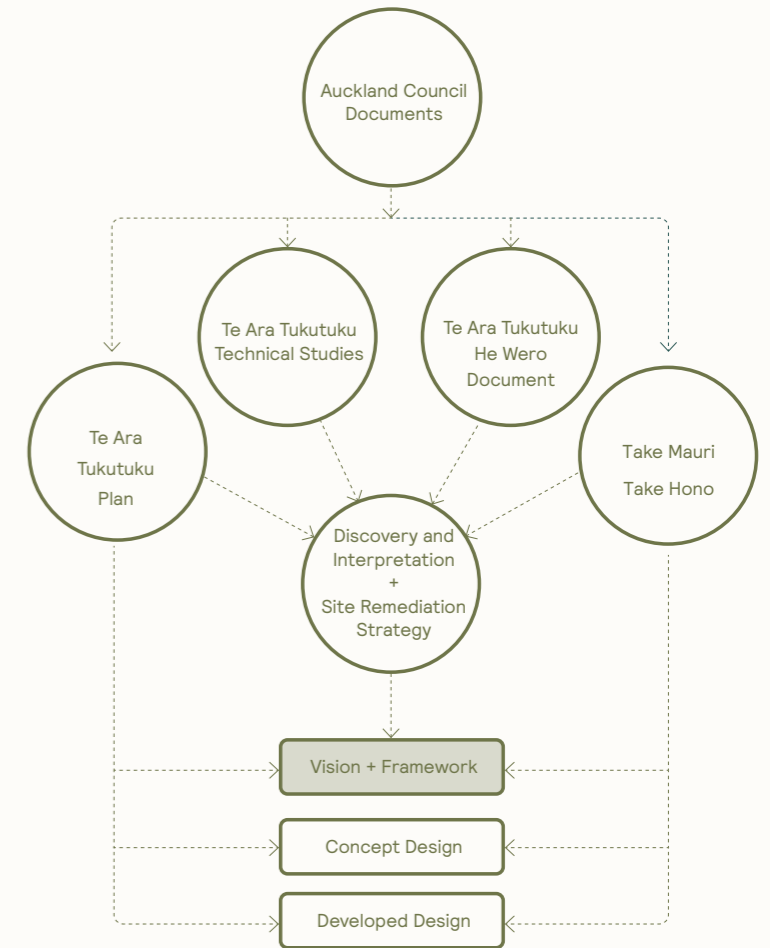 Auckland Council
Documents
Te Ara Tukutuku
Technical Studies
Te Ara Tukutuku
He Wero
Document
Te Ara
Tukutuku
Plan
Take Mauri
Take Hono
Discovery and
Interpretation
+
Site Remediation
Strategy
Vision + Framework
Concept Design
Developed Design